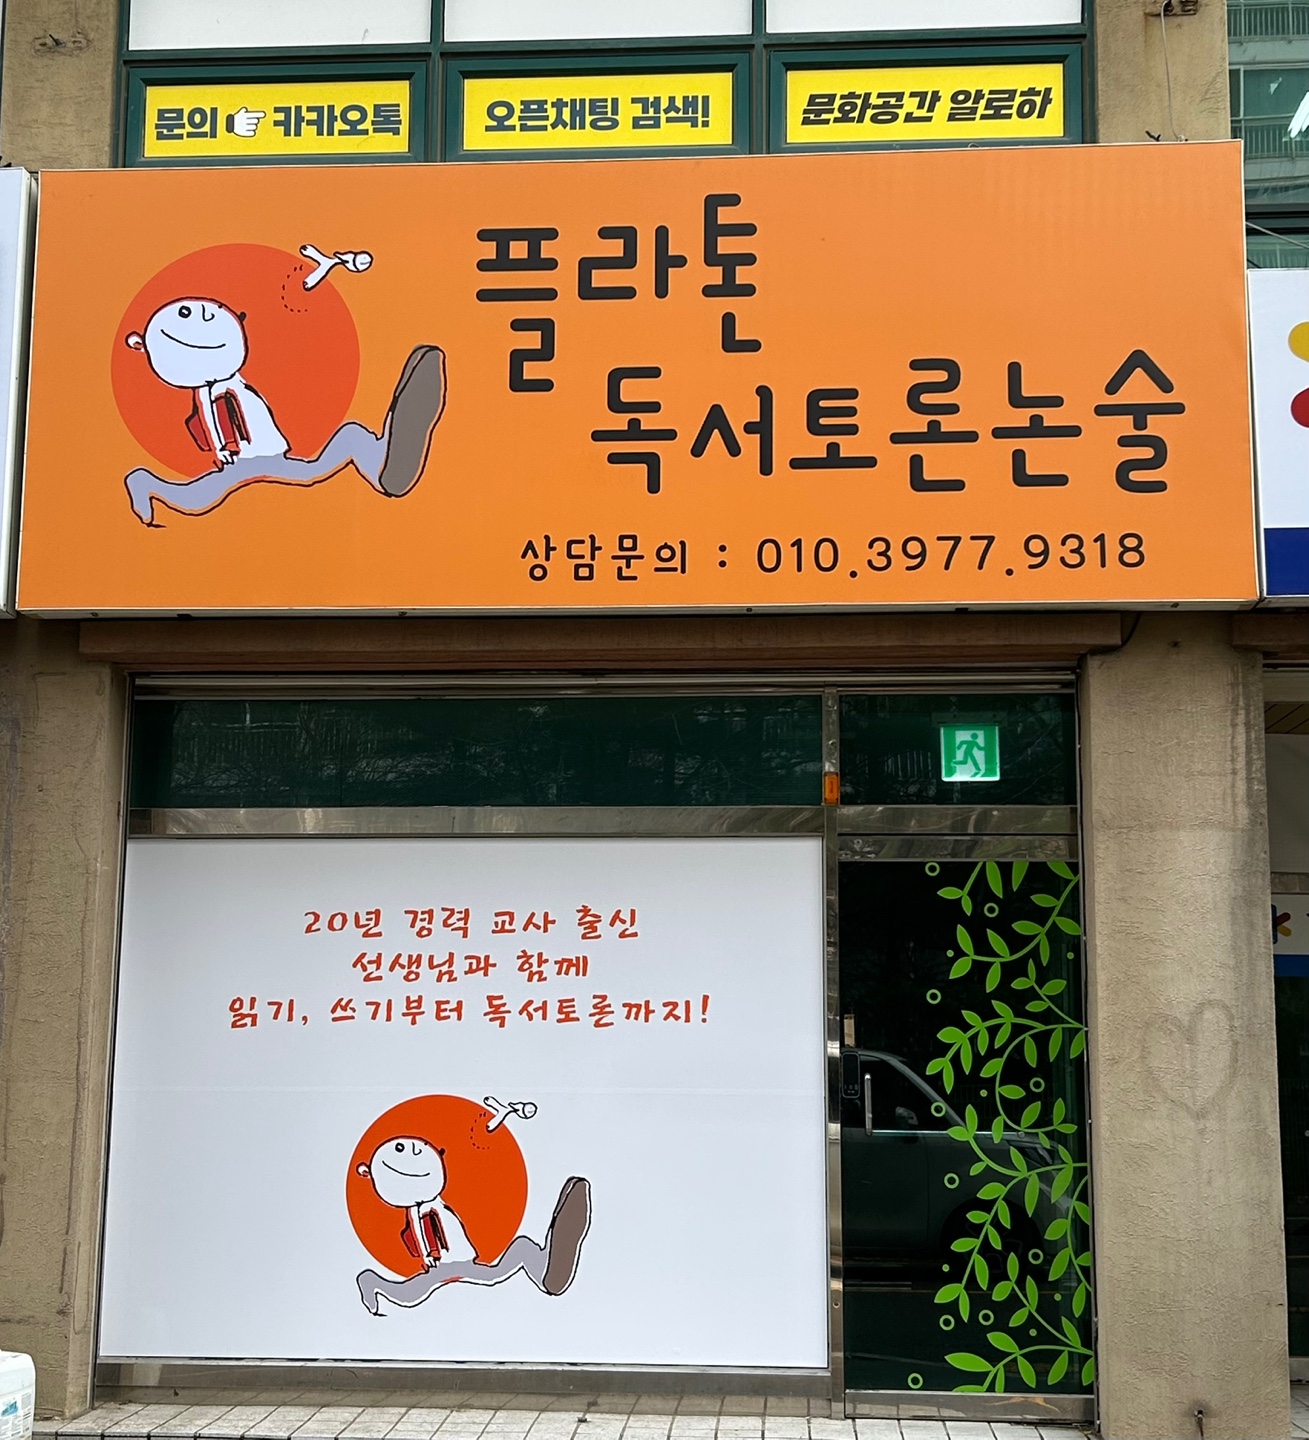 문의 카카오톡
오픈채팅 검색!
문화공간 알로하
플라톤
독서토론논술
상담문의 : 010.3977.9318
20년 경력 교사 출신
선생님과 함께
읽기, 쓰기부터 독서토론까지!